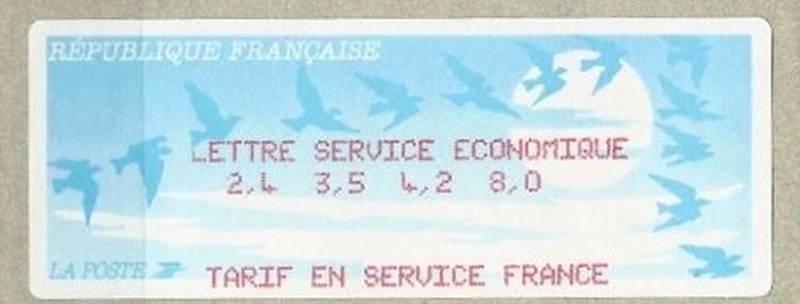 RÉPUBLIQUE FRANÇAISE
LETTRE SERVICE ECONOMIQUE
2,4 3,5 4,2 8,0
LA POSTE
TARIF EN SERVICE FRANCE